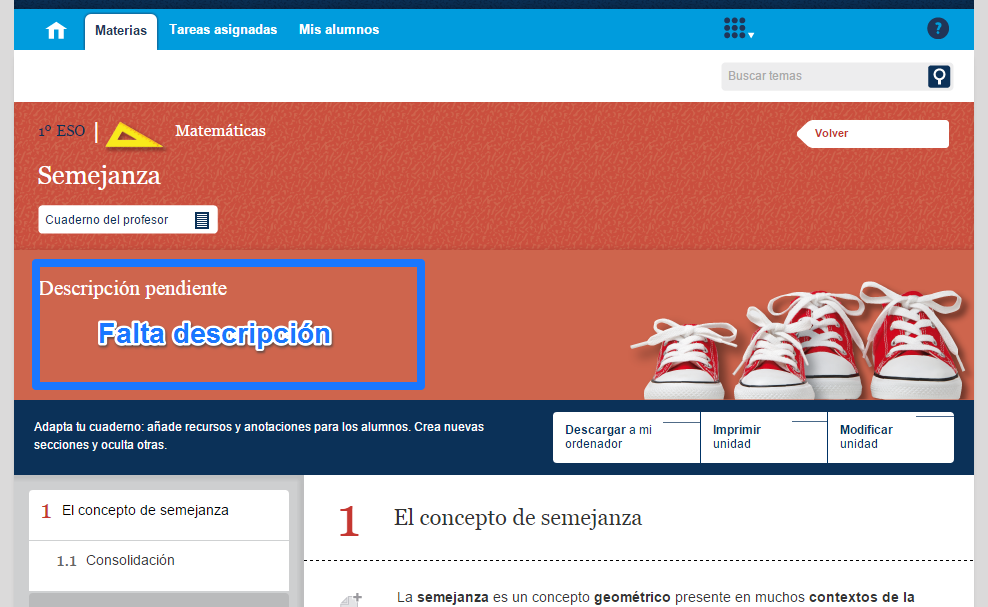 Materias
Tareas asignadas
Mis alumnos
?
Buscar temas
1º ESO
Matemáticas
Volver
Semejanza
Cuaderno del profesor
Descripción pendiente
Falta descripción
Adapta tu cuaderno: añade recursos y anotaciones para los alumnos. Crea nuevas
secciones y oculta otras.
Descargar a mi
ordenador
Imprimir
unidad
Modificar
unidad
1 El concepto de semejanza
1.1 Consolidación
1 El concepto de semejanza
La semejanza es un concepto geométrico presente en muchos contextos de la